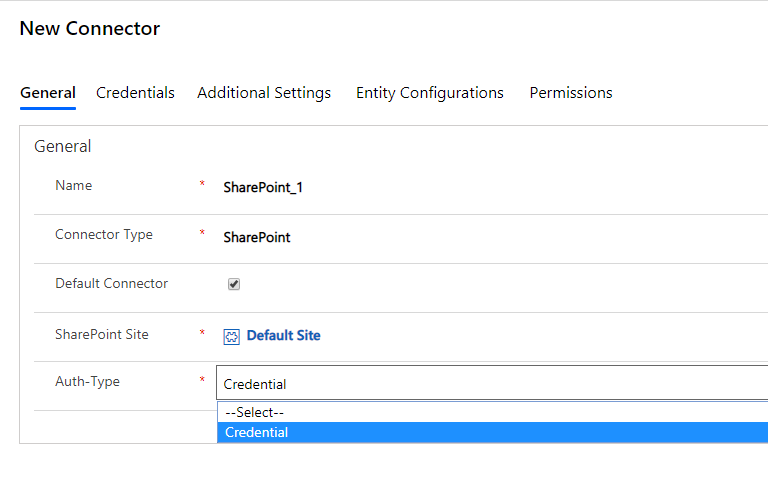 New Connector
General Credentials Additional Settings Entity Configurations Permissions
General
Name * SharePoint_1
Connector Type * SharePoint
Default Connector
SharePoint Site * Default Site
Auth-Type * Credential
--Select--
Credential